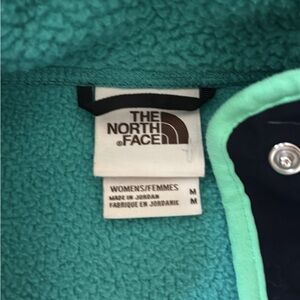 THE
NORTH
®FACE
WOMENS/FEMMES M
MADE IN JORDAN M
FABRIQUE EN JORDANIE